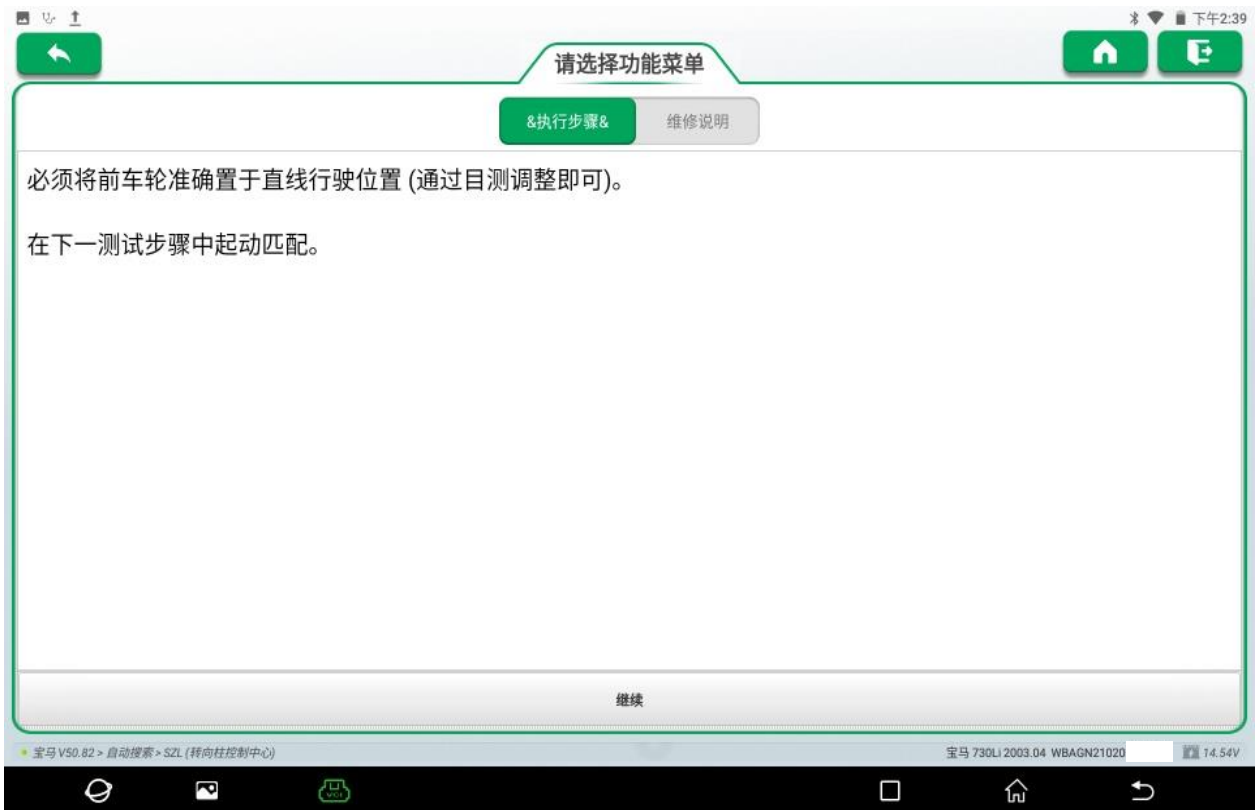 下午2:39
请选择功能菜单
&执行步骤& 维修说明
必须将前车轮准确置于直线行驶位置 (通过目测调整即可)。
在下一测试步骤中起动匹配。
继续
宝马 V50.82 > 自动搜索 > SZL (转向柱控制中心) 宝马 730Li 2003.04 WBAGN21020 14.54V
VCI